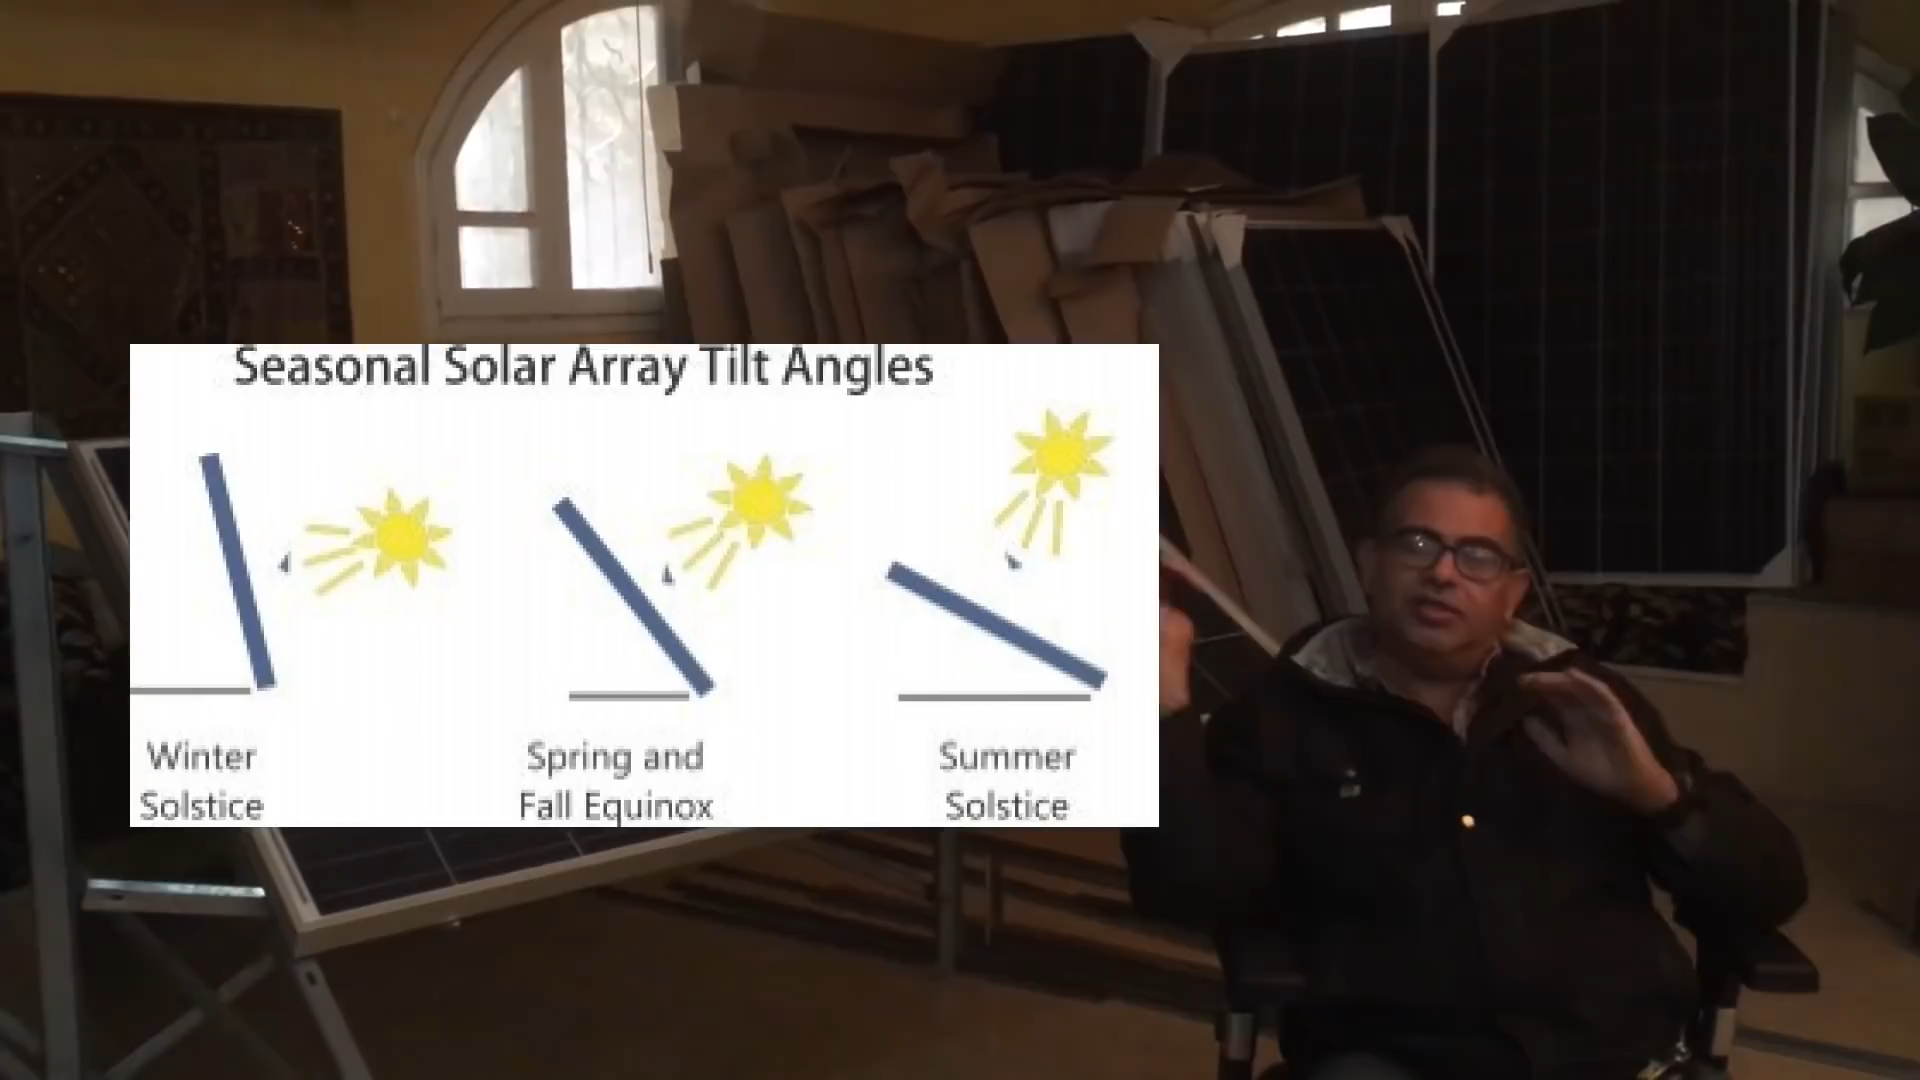 Seasonal Solar Array Tilt Angles
Winter
Solstice
Spring and
Fall Equinox
Summer
Solstice